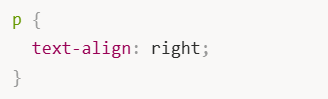 p {
  text-align: right;
}